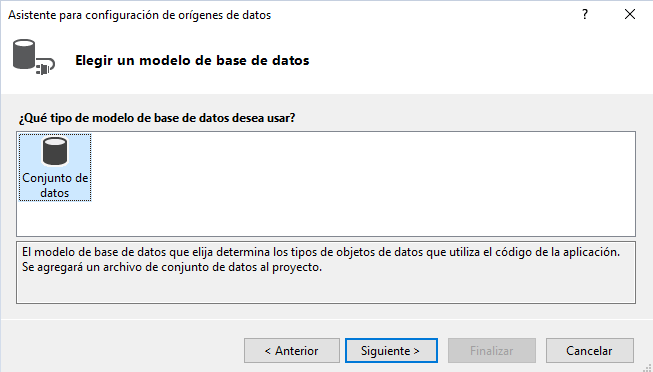 Asistente para configuración de orígenes de datos
Elegir un modelo de base de datos
¿Qué tipo de modelo de base de datos desea usar?
Conjunto de
datos
El modelo de base de datos que elija determina los tipos de objetos de datos que utiliza el código de la aplicación.
Se agregará un archivo de conjunto de datos al proyecto.
< Anterior
Siguiente >
Finalizar
Cancelar